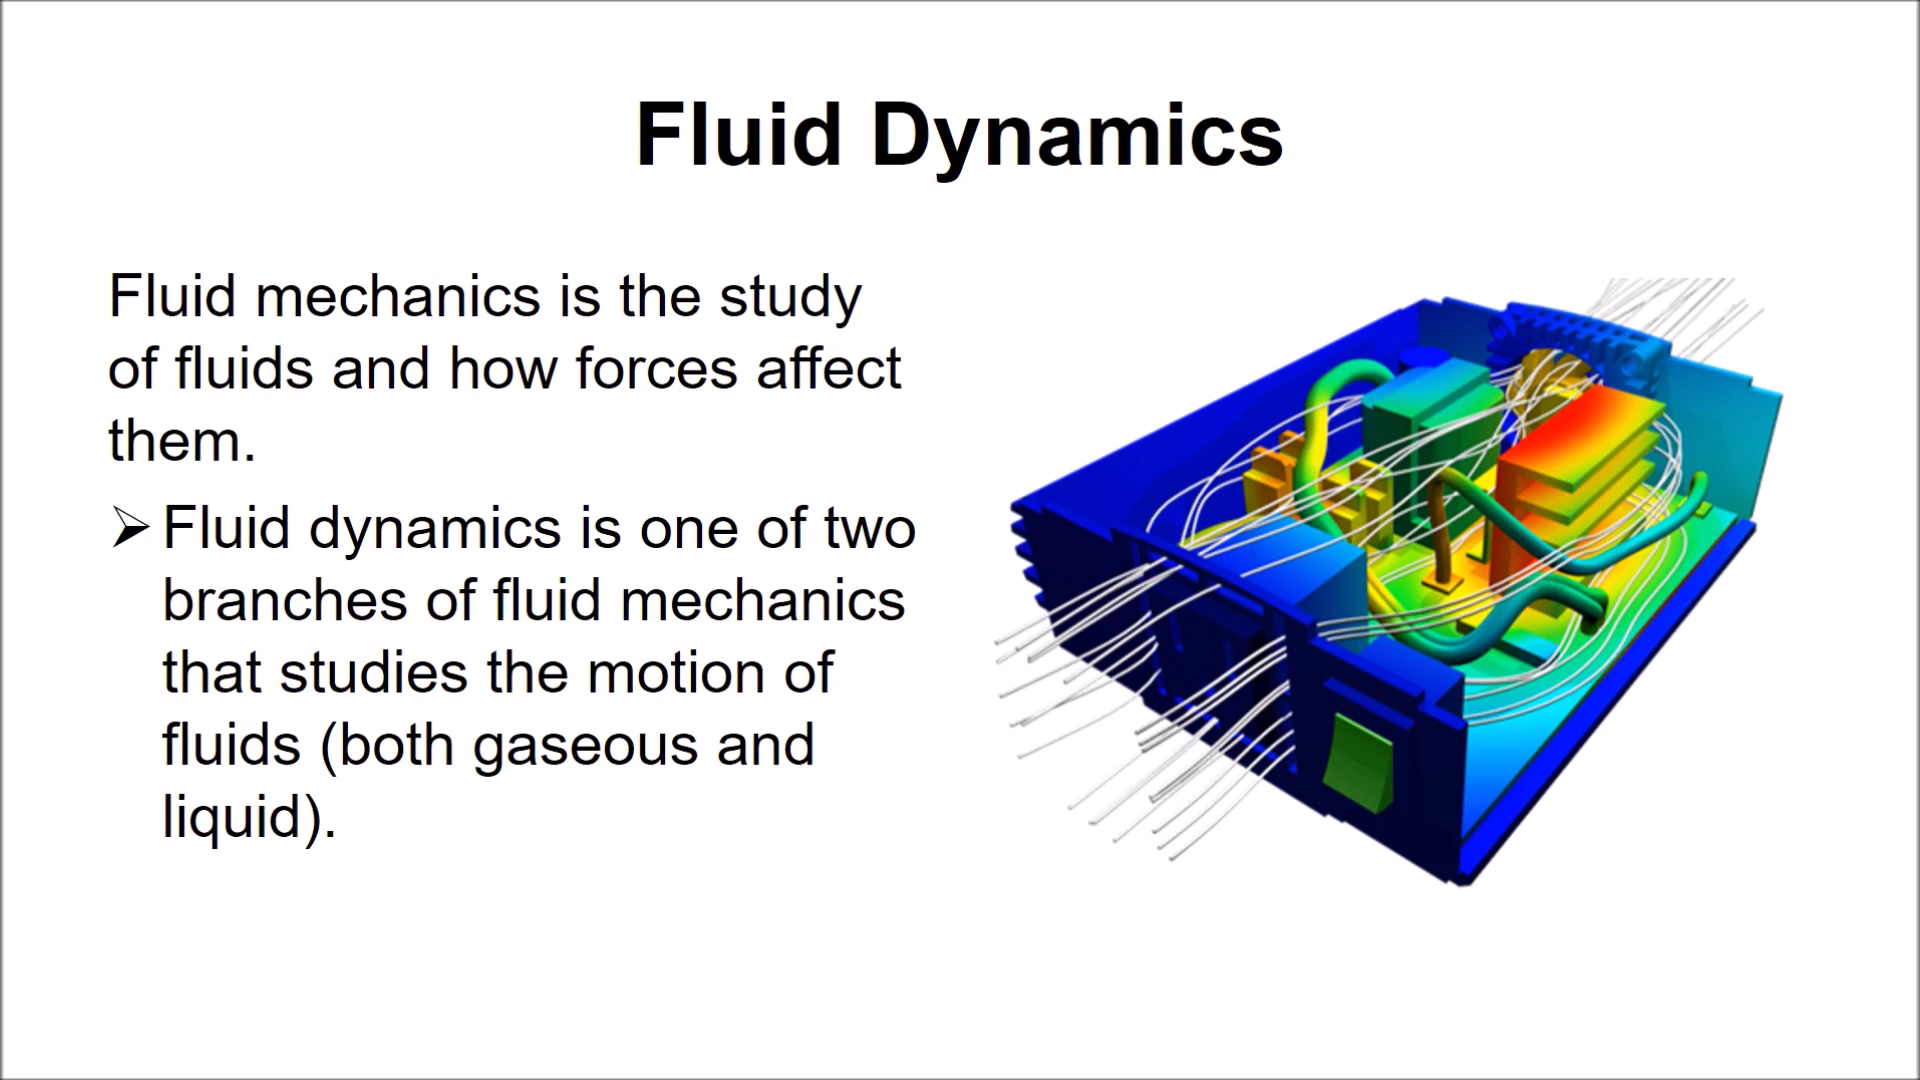 Fluid Dynamics
Fluid mechanics is the study
of fluids and how forces affect
them.
➢ Fluid dynamics is one of two
branches of fluid mechanics
that studies the motion of
fluids (both gaseous and
liquid).